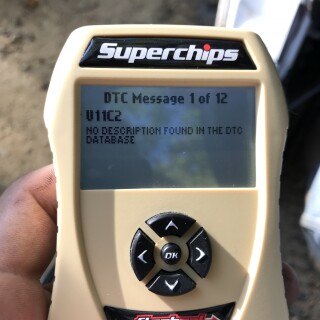 Superchips
DTC Message 1 of 12
U11C2
NO DESCRIPTION FOUND IN THE DTC
DATABASE
OK